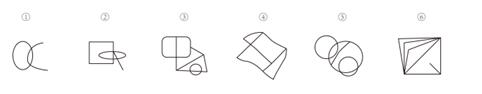 ① ② ③ ④ ⑤ ⑥